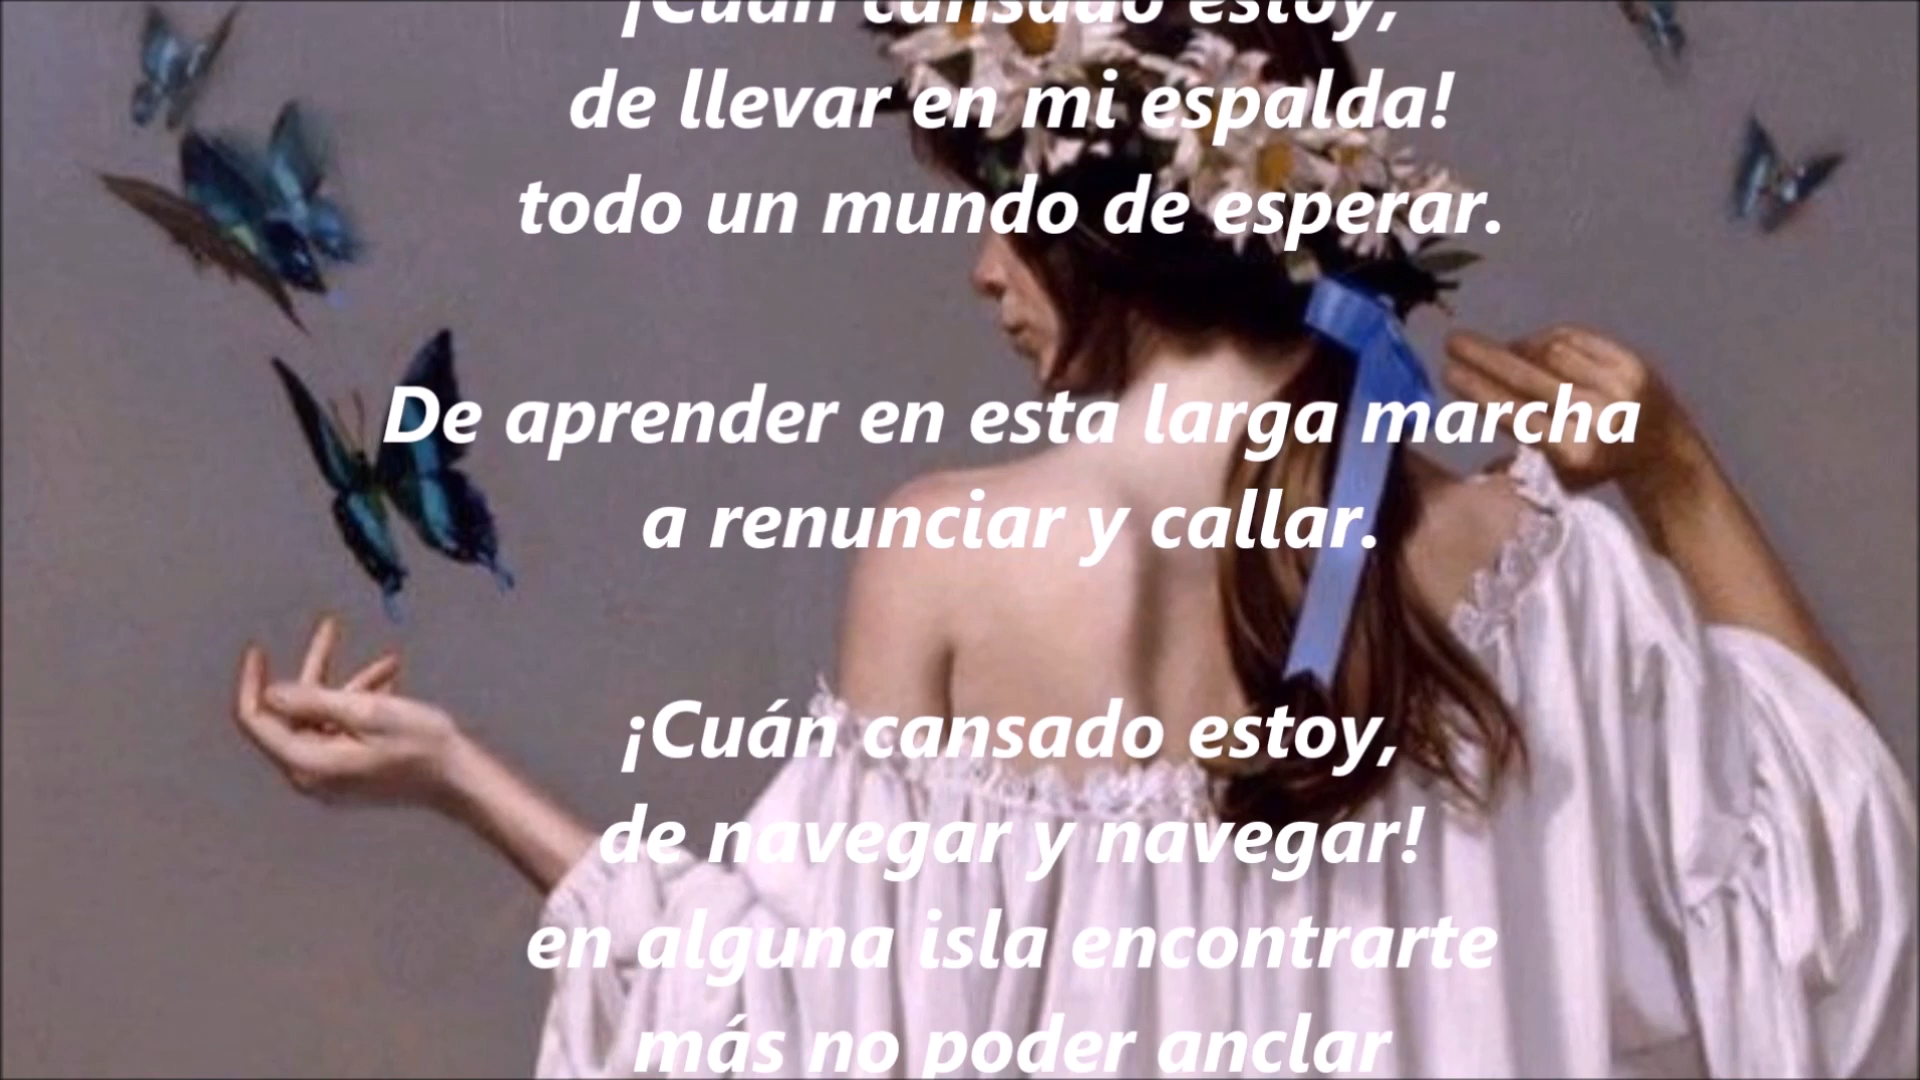 ¡Cuán cansado estoy,
de llevar en mi espalda!
todo un mundo de esperar.
De aprender en esta larga marcha
a renunciar y callar.
¡Cuán cansado estoy,
de navegar y navegar!
en alguna isla encontrarte
más no poder anclar